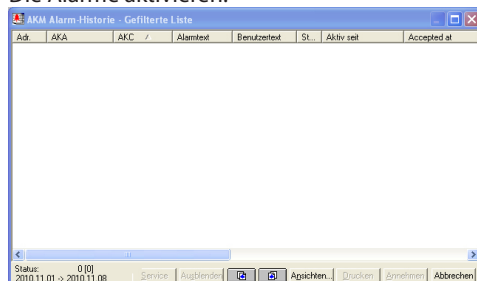 Die Alarme aktivieren.
AKM Alarm-Historie - Gefilterte Liste
Adr. AKA AKC Alarmtext Benutzertext St... Aktiv seit Accepted at
Status: 0 [0]
2010.11.01 -> 2010.11.08
Service Ausblenden Ansichten... Drucken Annehmen Abbrechen